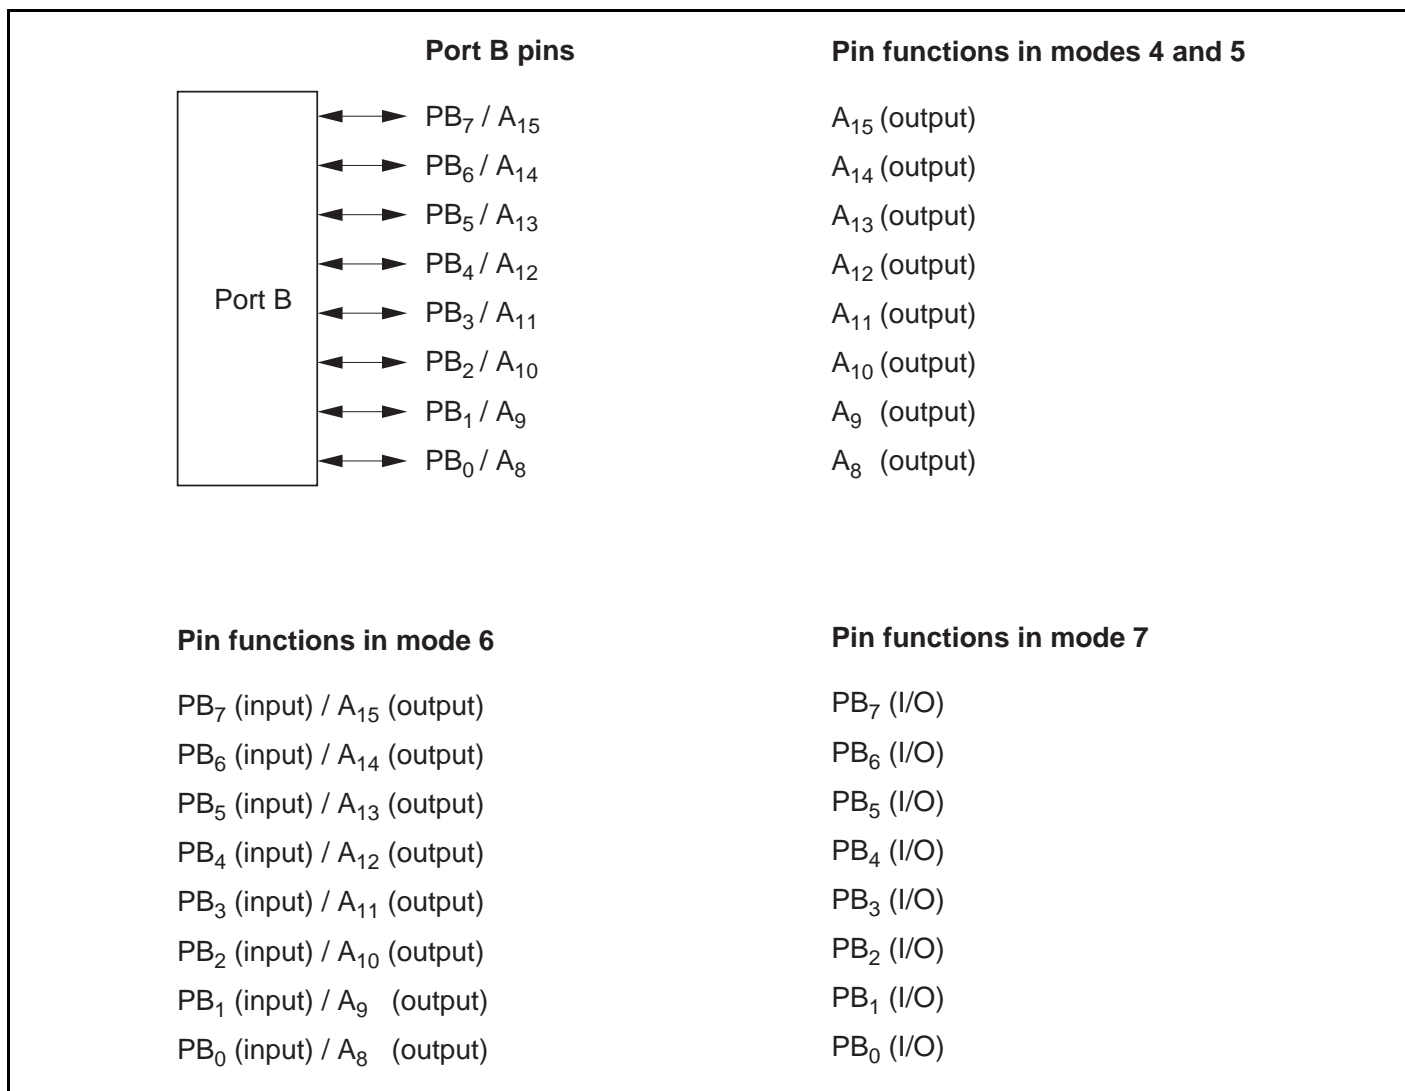 Port B pins
Pin functions in modes 4 and 5
Port B
PB₇ / A₁₅
A₁₅ (output)
PB₆ / A₁₄
A₁₄ (output)
PB₅ / A₁₃
A₁₃ (output)
PB₄ / A₁₂
A₁₂ (output)
PB₃ / A₁₁
A₁₁ (output)
PB₂ / A₁₀
A₁₀ (output)
PB₁ / A₉
A₉ (output)
PB₀ / A₈
A₈ (output)
Pin functions in mode 6
PB₇ (input) / A₁₅ (output)
PB₆ (input) / A₁₄ (output)
PB₅ (input) / A₁₃ (output)
PB₄ (input) / A₁₂ (output)
PB₃ (input) / A₁₁ (output)
PB₂ (input) / A₁₀ (output)
PB₁ (input) / A₉ (output)
PB₀ (input) / A₈ (output)
Pin functions in mode 7
PB₇ (I/O)
PB₆ (I/O)
PB₅ (I/O)
PB₄ (I/O)
PB₃ (I/O)
PB₂ (I/O)
PB₁ (I/O)
PB₀ (I/O)